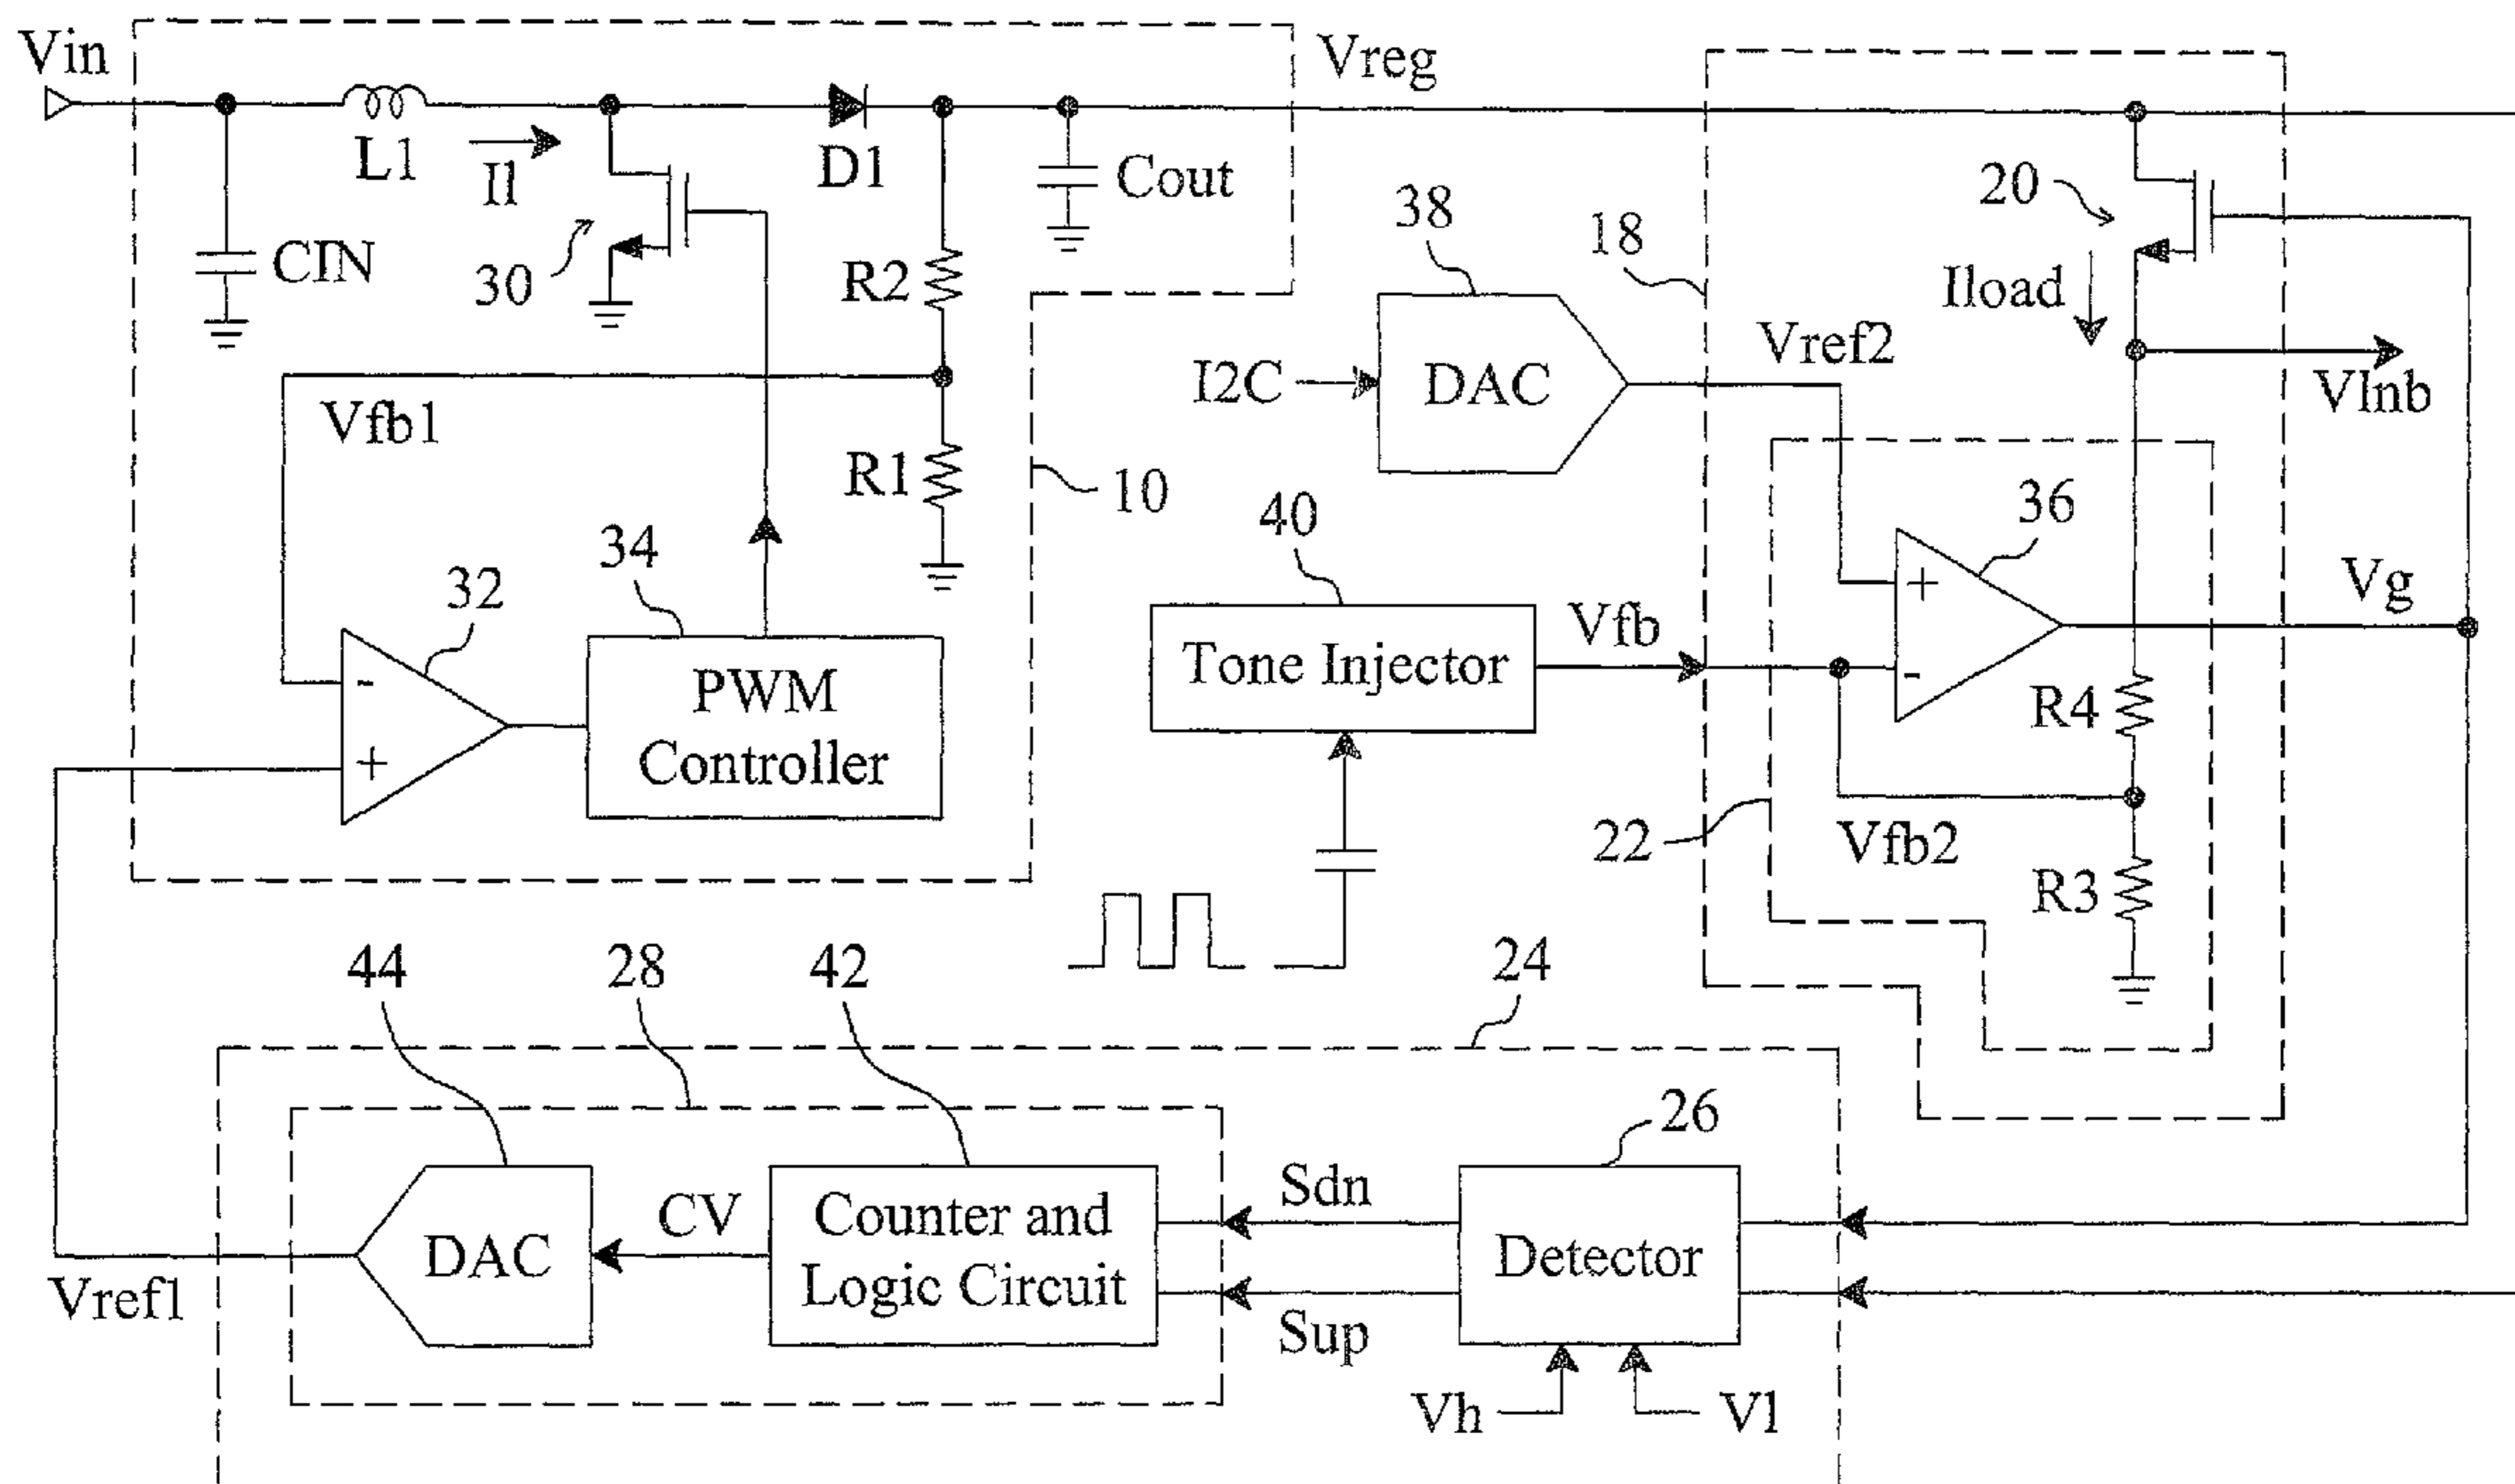 Vin
Vreg
L1
Il
D1
Cout
CIN
30
R2
38
18
20
Iload
I2C
DAC
Vref2
Vlnb
Vfb1
R1
10
40
36
32
34
Vfb
+
Vg
Tone Injector
-
PWM
Controller
-
+
R4
22
Vfb2
R3
44
28
42
24
26
Sdn
CV
Counter and
Logic Circuit
DAC
Detector
Vref1
Sup
Vh
Vl